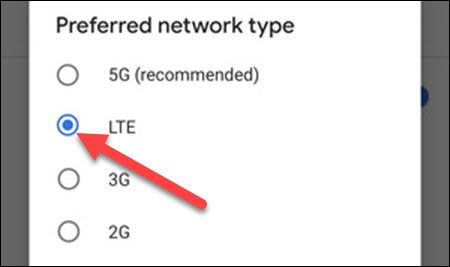 Preferred network type
5G (recommended)
LTE
3G
2G